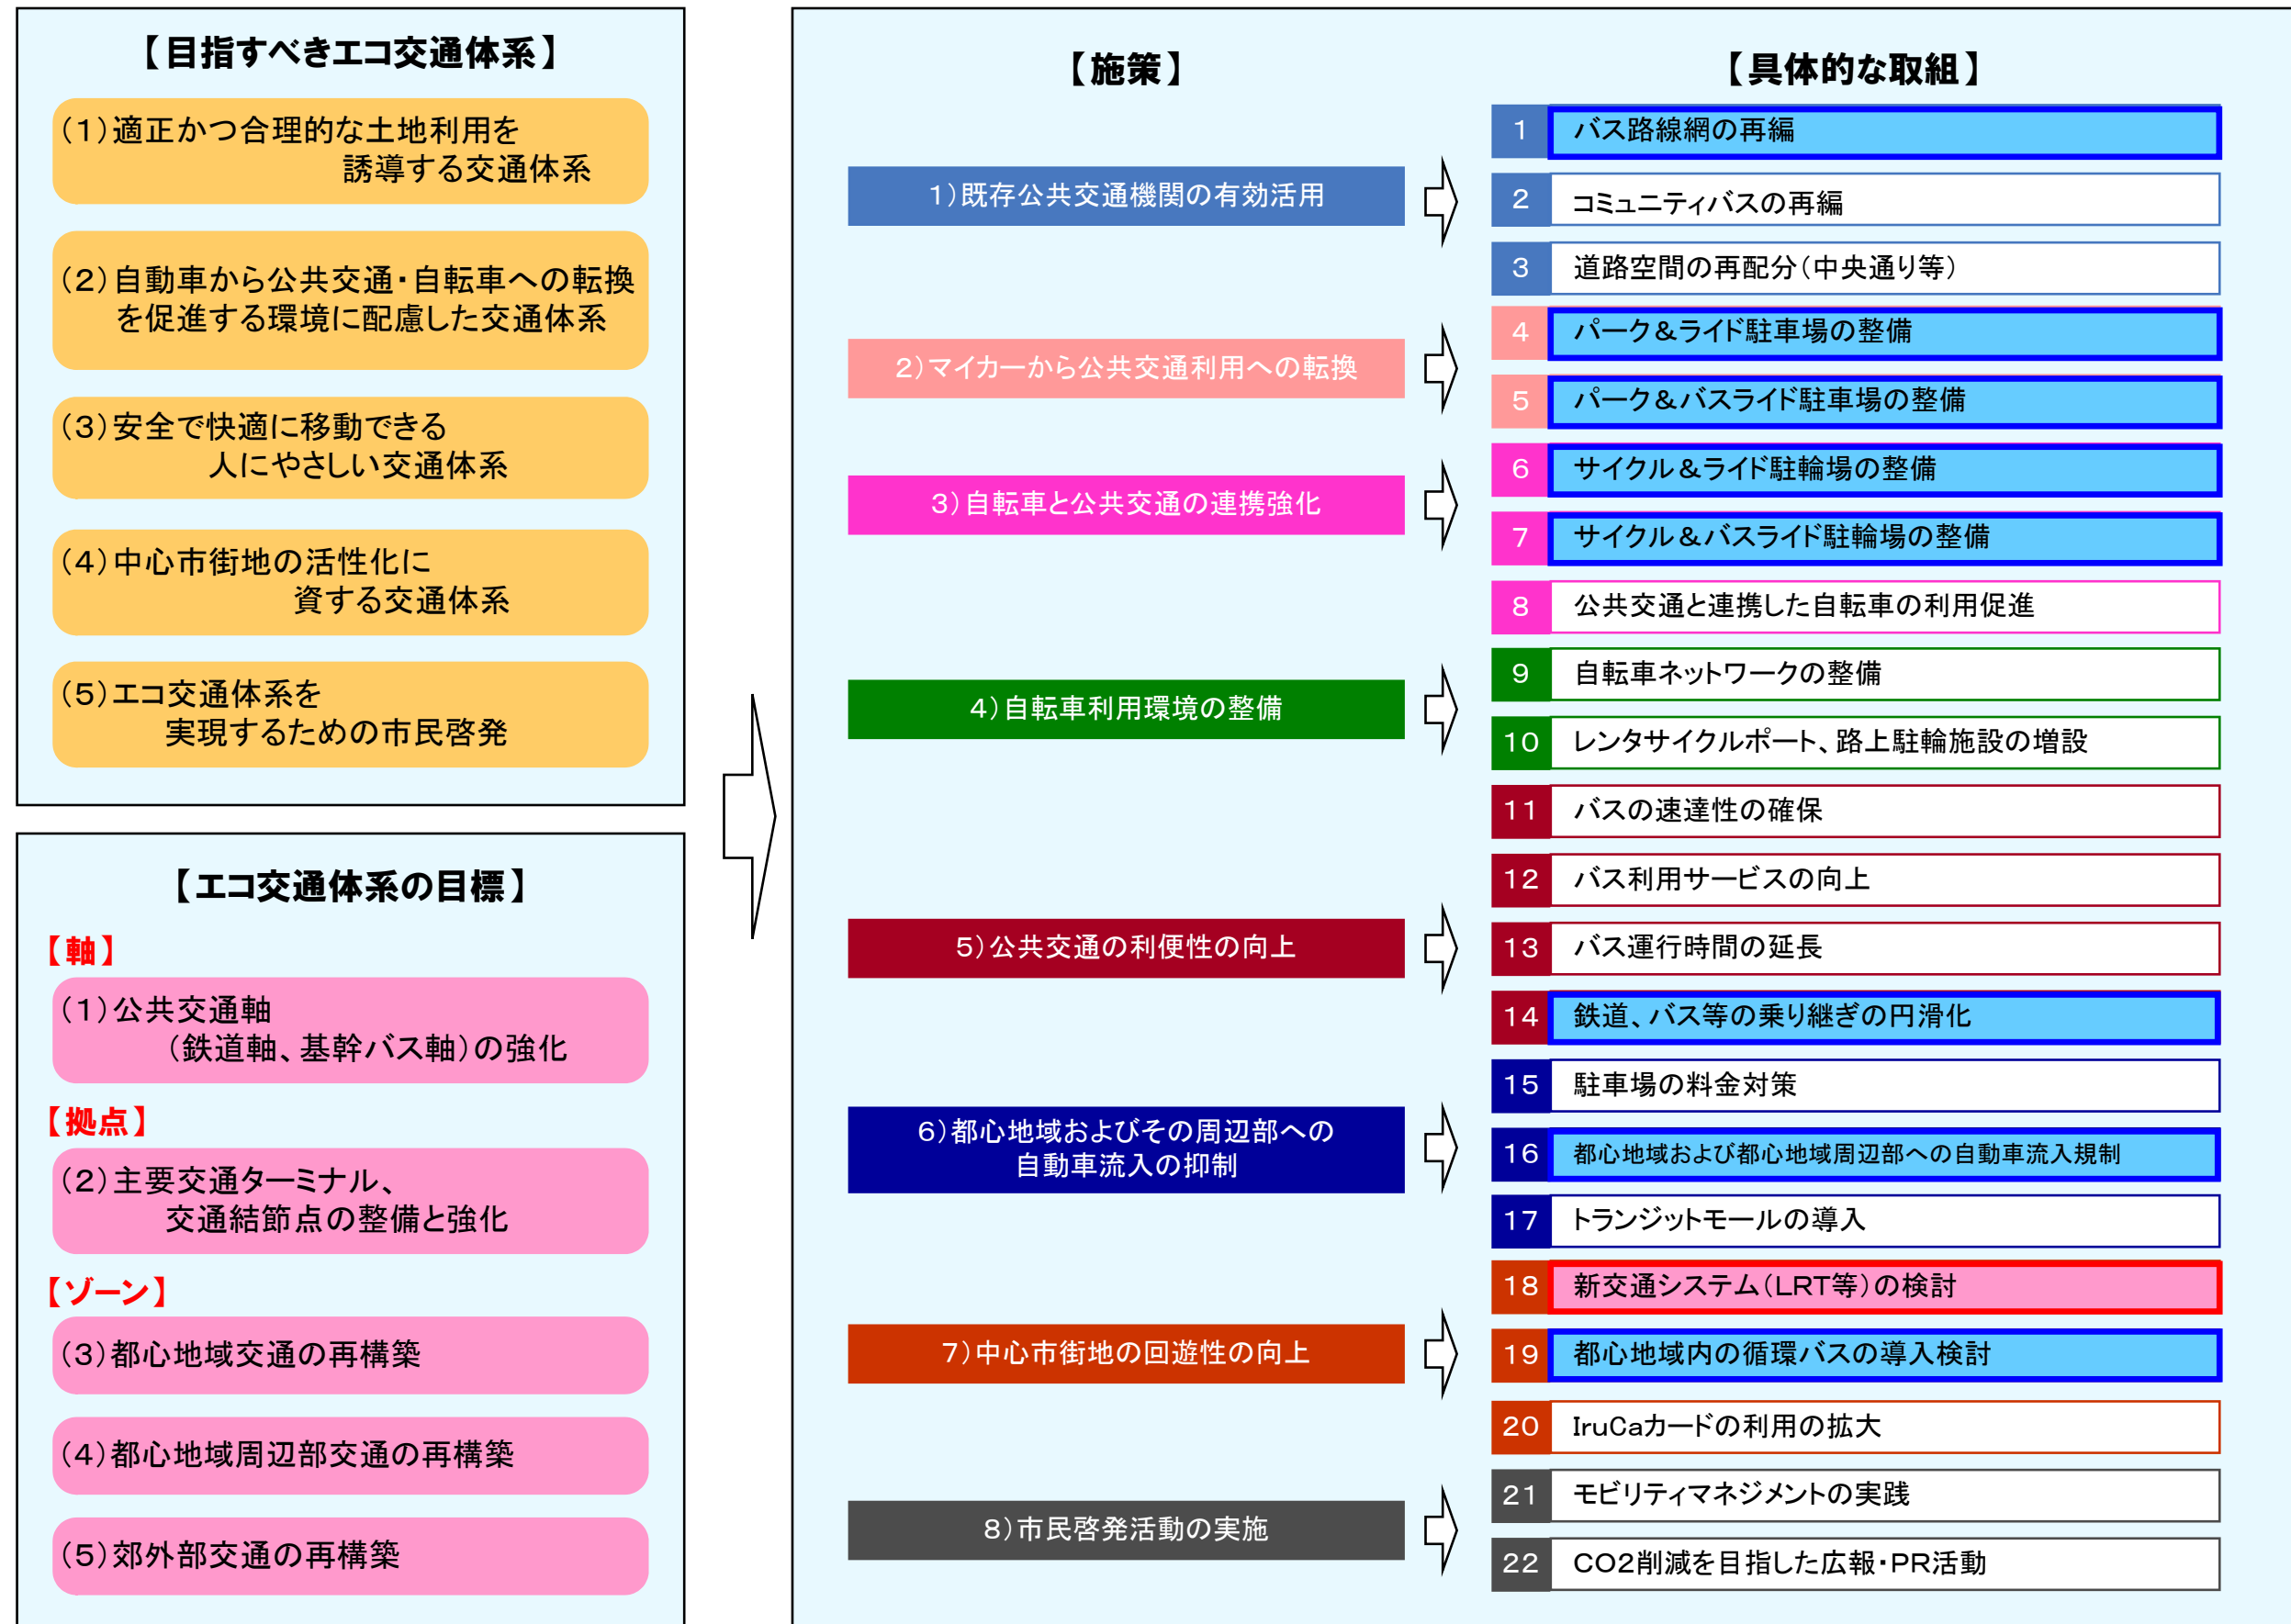 【目指すべきエコ交通体系】
（１）適正かつ合理的な土地利用を
誘導する交通体系
（２）自動車から公共交通・自転車への転換
を促進する環境に配慮した交通体系
（３）安全で快適に移動できる
人にやさしい交通体系
（４）中心市街地の活性化に
資する交通体系
（５）エコ交通体系を
実現するための市民啓発
【エコ交通体系の目標】
【軸】
（１）公共交通軸
（鉄道軸、基幹バス軸）の強化
【拠点】
（２）主要交通ターミナル、
交通結節点の整備と強化
【ゾーン】
（３）都心地域交通の再構築
（４）都心地域周辺部交通の再構築
（５）郊外部交通の再構築
【施策】
１）既存公共交通機関の有効活用
２）マイカーから公共交通利用への転換
３）自転車と公共交通の連携強化
４）自転車利用環境の整備
５）公共交通の利便性の向上
６）都心地域およびその周辺部への
自動車流入の抑制
７）中心市街地の回遊性の向上
８）市民啓発活動の実施
【具体的な取組】
1 バス路線網の再編
2 コミュニティバスの再編
3 道路空間の再配分（中央通り等）
4 パーク＆ライド駐車場の整備
5 パーク＆バスライド駐車場の整備
6 サイクル＆ライド駐輪場の整備
7 サイクル＆バスライド駐輪場の整備
8 公共交通と連携した自転車の利用促進
9 自転車ネットワークの整備
10 レンタサイクルポート、路上駐輪施設の増設
11 バスの速達性の確保
12 バス利用サービスの向上
13 バス運行時間の延長
14 鉄道、バス等の乗り継ぎの円滑化
15 駐車場の料金対策
16 都心地域および都心地域周辺部への自動車流入規制
17 トランジットモールの導入
18 新交通システム（LRT等）の検討
19 都心地域内の循環バスの導入検討
20 IruCaカードの利用の拡大
21 モビリティマネジメントの実践
22 CO2削減を目指した広報・PR活動